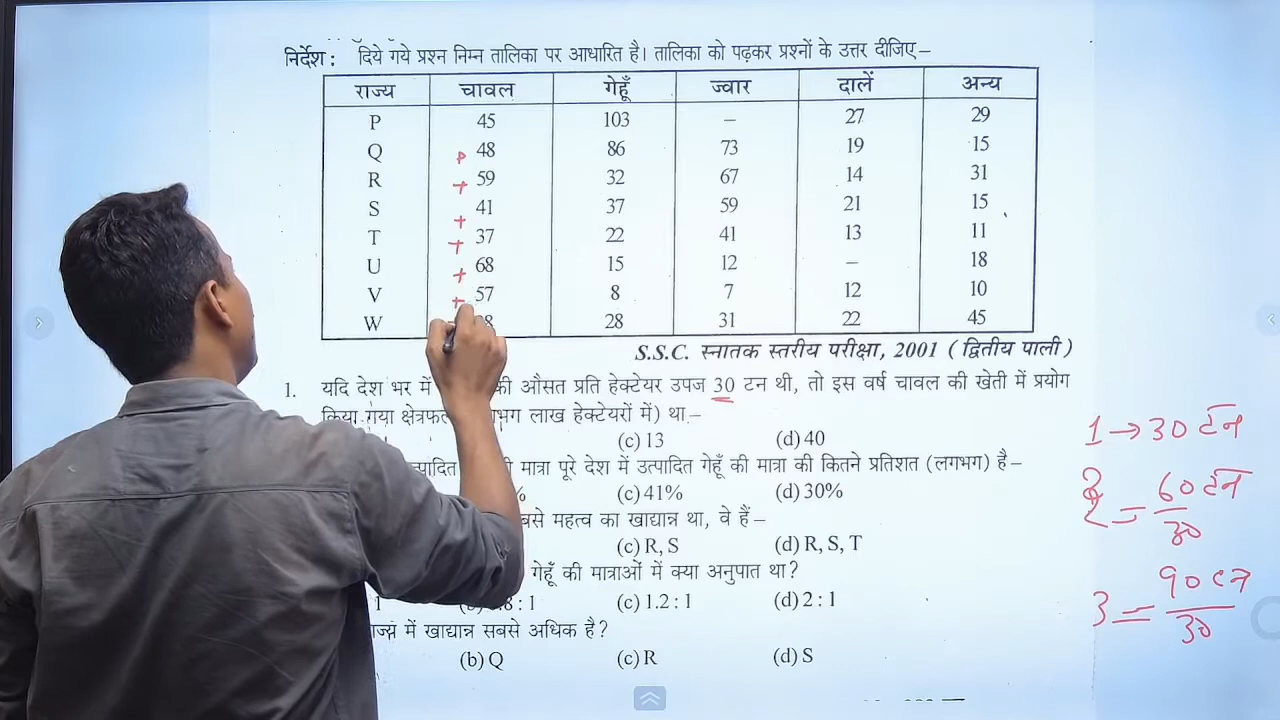 निर्देश : दिये गये प्रश्न निम्न तालिका पर आधारित है। तालिका को पढ़कर प्रश्नों के उत्तर दीजिए–
राज्य चावल गेहूँ ज्वार दालें अन्य
P 45 103 – 27 29
Q 48 86 73 19 15
R 59 32 67 14 31
S 41 37 59 21 15
T 37 22 41 13 11
U 68 15 12 – 18
V 57 8 7 12 10
W 28 31 22 45
S.S.C. स्नातक स्तरीय परीक्षा, 2001 ( द्वितीय पाली )
1. यदि देश भर में की औसत प्रति हेक्टेयर उपज 30 टन थी, तो इस वर्ष चावल की खेती में प्रयोग
किया गया क्षेत्रफल लाख हेक्टेयरों में) था–
(c) 13 (d) 40
मात्रा पूरे देश में उत्पादित गेहूँ की मात्रा की कितने प्रतिशत (लगभग) है–
% (c) 41% (d) 30%
महत्व का खाद्यान्न था, वे हैं–
(c) R, S (d) R, S, T
गेहूँ की मात्राओं में क्या अनुपात था?
: 1 (c) 1.2 : 1 (d) 2 : 1
में खाद्यान्न सबसे अधिक है?
(b) Q (c) R (d) S
1 → 30 टन
2 = 60 टन
30
3 = 90 टन
30